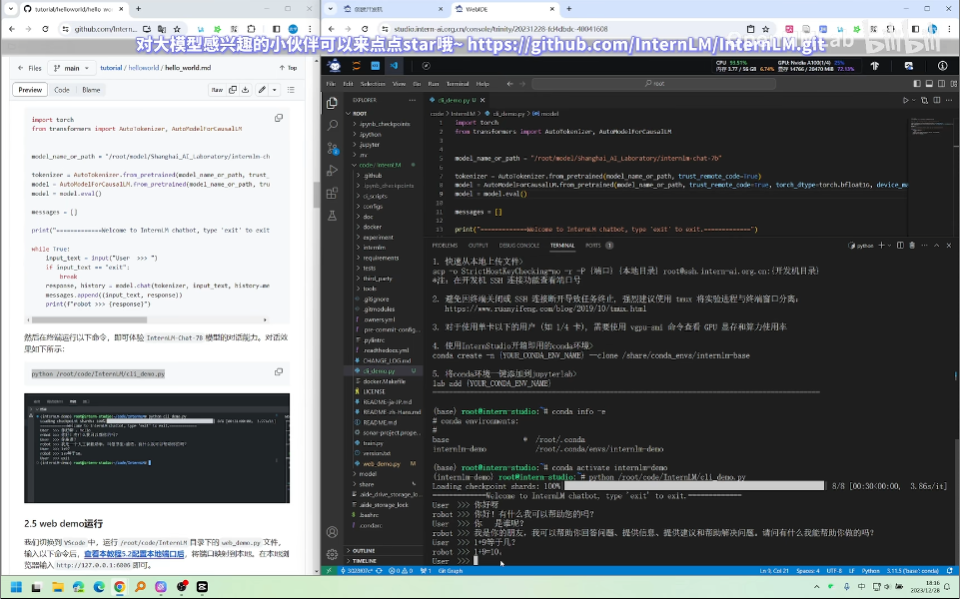 tutorial/helloworld/hello_world.m
创建开发机
WebIDE
github.com/Intern...
studio.intern-ai.org.cn/console/trinity/20231228-fd4dbdc-40041608
对大模型感兴趣的小伙伴可以来点点star哦~ https://github.com/InternLM/InternLM.git
Files
main
tutorial / helloworld / hello_world.md
Top
Preview
Code
Blame
Raw
import torch
from transformers import AutoTokenizer, AutoModelForCausalLM
model_name_or_path = "/root/model/Shanghai_AI_Laboratory/internlm-ch
tokenizer = AutoTokenizer.from_pretrained(model_name_or_path, trust_
model = AutoModelForCausalLM.from_pretrained(model_name_or_path, tru
model = model.eval()
messages = []
print("=============Welcome to InternLM chatbot, type 'exit' to exit
while True:
input_text = input("User >>> ")
if input_text == "exit":
break
response, history = model.chat(tokenizer, input_text, history=me
messages.append((input_text, response))
print(f"robot >>> {response}")
然后在终端运行以下命令，即可体验 InternLM-Chat-7B 模型的对话能力。对话效
果如下所示：
python /root/code/InternLM/cli_demo.py
2.5 web demo运行
我们切换到 VScode 中，运行 /root/code/InternLM 目录下的 web_demo.py 文件，
输入以下命令后，查看本教程5.2配置本地端口后，将端口映射到本地。在本地浏
览器输入 http://127.0.0.1:6006 即可。
File Edit Selection View Go Run Terminal Help
root
EXPLORER
ROOT
.ipynb_checkpoints
.ipython
.jupyter
code / InternLM
.github
.ipynb_checkpoints
ci_scripts
configs
doc
docker
experiment
internlm
requirements
tests
third_party
tools
.gitignore
.gitmodules
.owners.yml
.pre-commit-config...
.pylintrc
.readthedocs.yml
CHANGE_LOG.md
cli_demo.py U
docker.Makefile
LICENSE
README-ja-JP.md
README-zh-Hans.md
README.md
sonar-project.prope...
train.py
version.txt
web_demo.py M
model
share
.aide_drive_storage_lo...
.aide_storage_lock
.bashrc
.condarc
OUTLINE
TIMELINE
cli_demo.py U
code > InternLM > cli_demo.py > model
import torch
from transformers import AutoTokenizer, AutoModelForCausalLM
model_name_or_path = "/root/model/Shanghai_AI_Laboratory/internlm-chat-7b"
tokenizer = AutoTokenizer.from_pretrained(model_name_or_path, trust_remote_code=True)
model = AutoModelForCausalLM.from_pretrained(model_name_or_path, trust_remote_code=True, torch_dtype=torch.bfloat16, device_ma
model = model.eval()
messages = []
print("=============Welcome to InternLM chatbot, type 'exit' to exit.=============")
PROBLEMS OUTPUT DEBUG CONSOLE TERMINAL PORTS 1
python
1. 快速从本地上传文件>
scp -o StrictHostKeyChecking=no -r -P {端口} {本地目录} root@ssh.intern-ai.org.cn:{开发机目录}
*注: 在开发机 SSH 连接功能查看端口号
2. 避免因终端关闭或 SSH 连接断开导致任务终止, 强烈建议使用 tmux 将实验进程与终端窗口分离:
https://www.ruanyifeng.com/blog/2019/10/tmux.html
3. 对于使用单卡以下的用户 (如 1/4 卡), 需要使用 vgpu-smi 命令查看 GPU 显存和算力使用率
4. 使用InternStudio开箱即用的conda环境>
conda create -n {YOUR_CONDA_ENV_NAME} --clone /share/conda_envs/internlm-base
5. 将conda环境一键添加到jupyterlab>
lab add {YOUR_CONDA_ENV_NAME}
(base) root@intern-studio:~# conda info -e
# conda environments:
#
base * /root/.conda
internlm-demo /root/.conda/envs/internlm-demo
(base) root@intern-studio:~# conda activate internlm-demo
(internlm-demo) root@intern-studio:~# python /root/code/InternLM/cli_demo.py
Loading checkpoint shards: 100% 8/8 [00:30<00:00, 3.86s/it]
=============Welcome to InternLM chatbot, type 'exit' to exit.=============
User >>> 你好呀
robot >>> 你好！有什么我可以帮助您的吗?
User >>> 你 是谁呢?
robot >>> 我是你的朋友, 我可以帮助你回答问题、提供信息、提供建议和帮助解决问题。请问有什么我能帮助你做的吗?
User >>> 1+9等于几?
robot >>> 1+9=10.
User >>>
Ln 9, Col 21 Spaces: 4 UTF-8 LF Python
18:16
2023/12/28